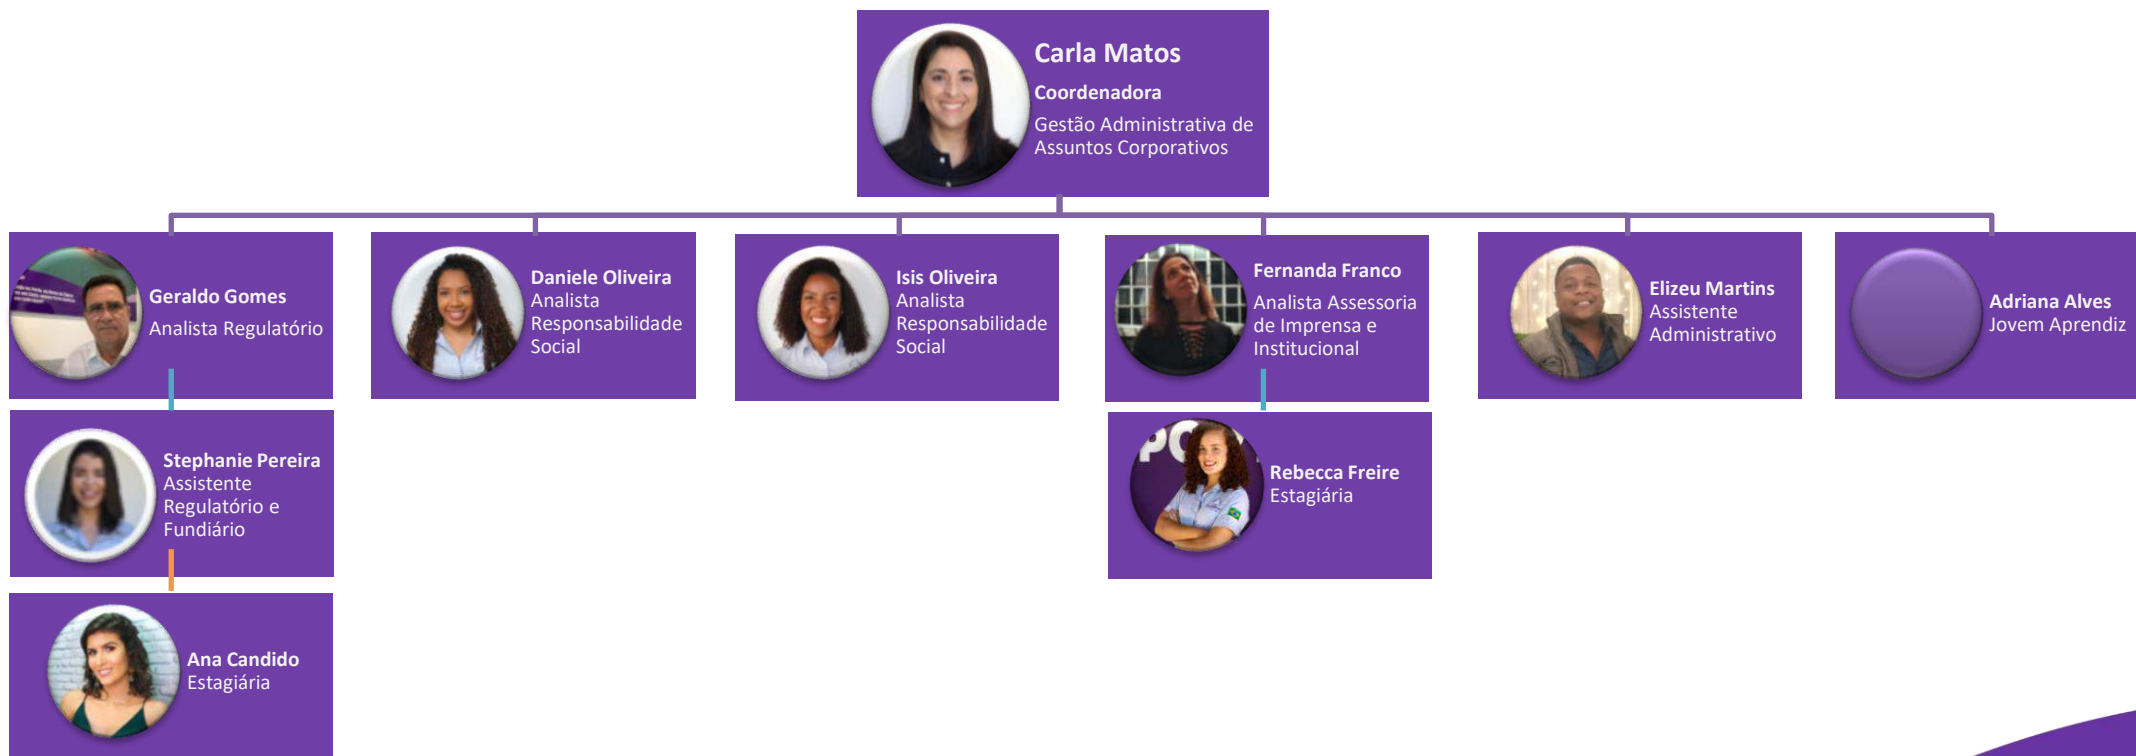 Carla Matos
Coordenadora
Gestão Administrativa de
Assuntos Corporativos
Geraldo Gomes
Analista Regulatório
Daniele Oliveira
Analista
Responsabilidade
Social
Isis Oliveira
Analista
Responsabilidade
Social
Fernanda Franco
Analista Assessoria
de Imprensa e
Institucional
Elizeu Martins
Assistente
Administrativo
Adriana Alves
Jovem Aprendiz
Stephanie Pereira
Assistente
Regulatório e
Fundiário
Rebecca Freire
Estagiária
Ana Candido
Estagiária